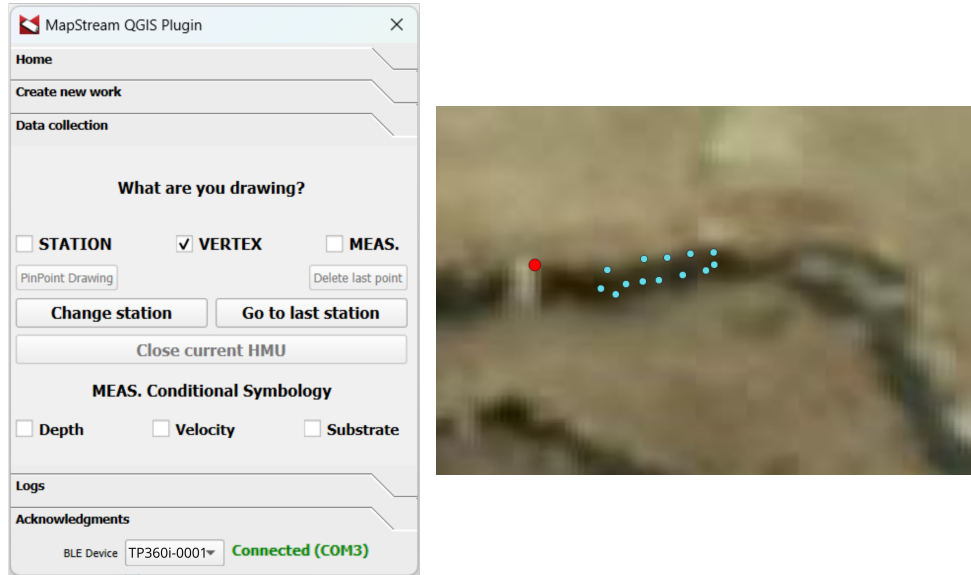 MapStream QGIS Plugin
Home
Create new work
Data collection
What are you drawing?
STATION VERTEX MEAS.
PinPoint Drawing Delete last point
Change station Go to last station
Close current HMU
MEAS. Conditional Symbology
Depth Velocity Substrate
Logs
Acknowledgments
BLE Device TP360i-0001 Connected (COM3)